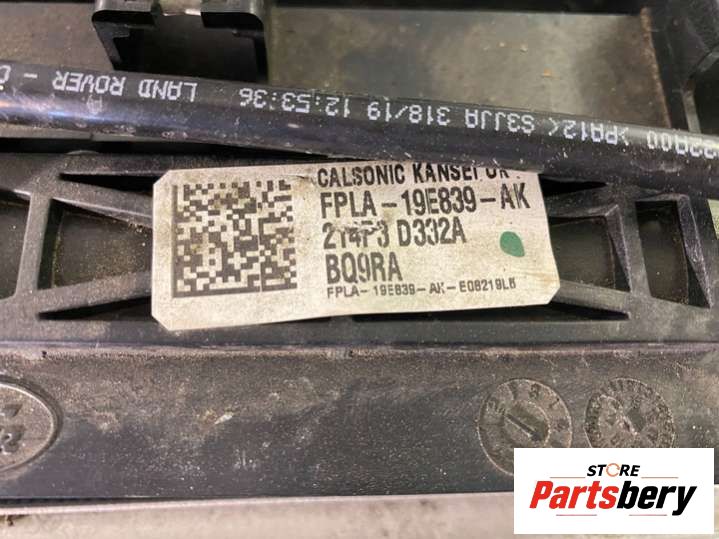 LAND ROVER - 
318/19 12:53:36
>PA12< S3JJA
CALSONIC KANSEI UK
FPLA-19E839-AK
214P3 D332A
BQ9RA
FPLA-19E839-AK-E08219L6
STORE
Partsbery